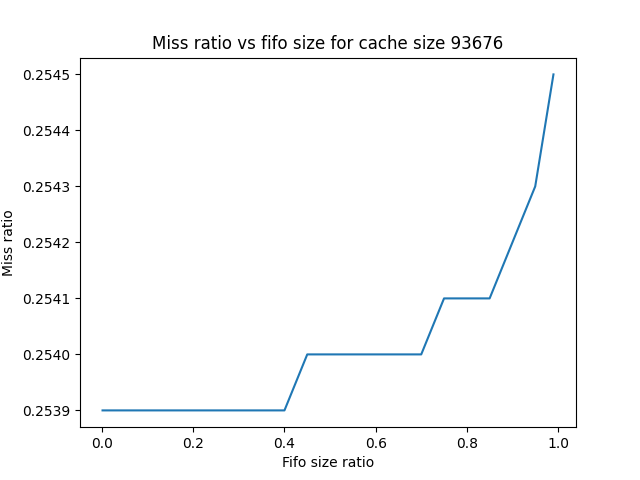 Miss ratio vs fifo size for cache size 93676
0.2545
0.2544
0.2543
0.2542
0.2541
0.2540
0.2539
Miss ratio
0.0 0.2 0.4 0.6 0.8 1.0
Fifo size ratio